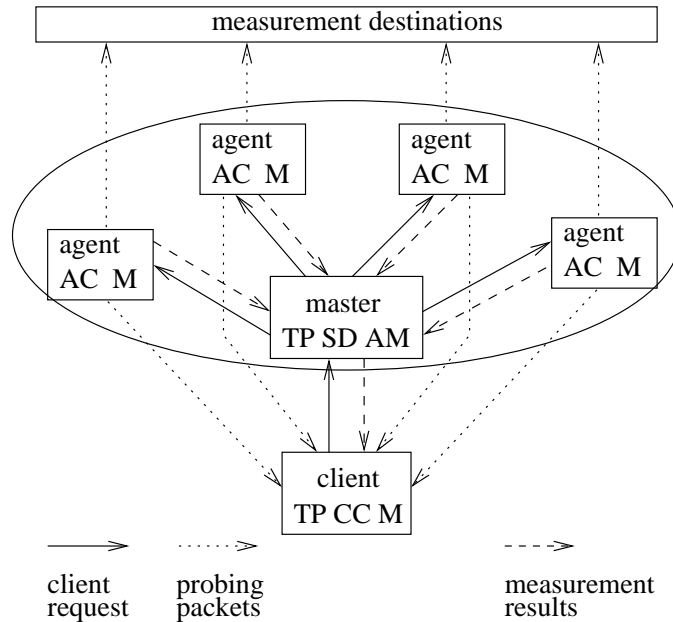 measurement destinations
agent
AC M
agent
AC M
agent
AC M
agent
AC M
master
TP SD AM
client
TP CC M
client
request
probing
packets
measurement
results